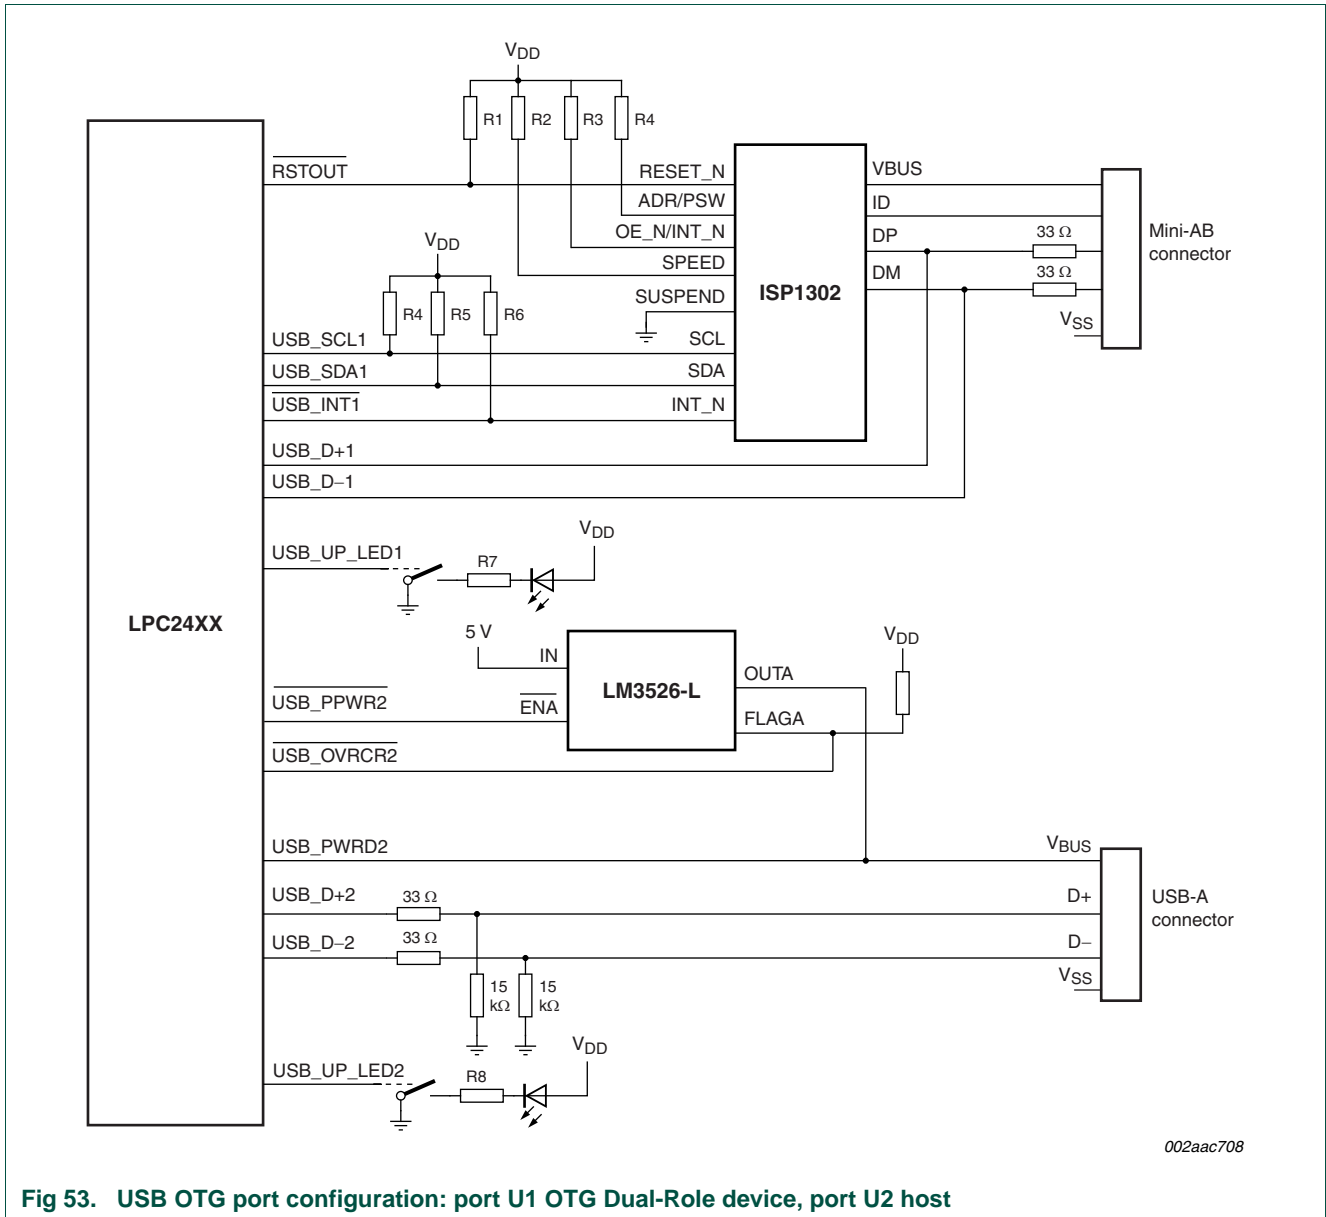 VDD
R1
R2
R3
R4
RSTOUT
RESET_N
ADR/PSW
OE_N/INT_N
SPEED
SUSPEND
ISP1302
VBUS
ID
DP
DM
33 Ω
33 Ω
VSS
Mini-AB
connector
VDD
R4
R5
R6
USB_SCL1
SCL
USB_SDA1
SDA
USB_INT1
INT_N
USB_D+1
USB_D−1
USB_UP_LED1
R7
VDD
LPC24XX
5 V
IN
LM3526-L
OUTA
VDD
USB_PPWR2
ENA
FLAGA
USB_OVRCR2
USB_PWRD2
VBUS
USB_D+2
33 Ω
D+
USB-A
connector
USB_D−2
33 Ω
D−
VSS
15
kΩ
15
kΩ
USB_UP_LED2
R8
VDD
002aac708
Fig 53. USB OTG port configuration: port U1 OTG Dual-Role device, port U2 host